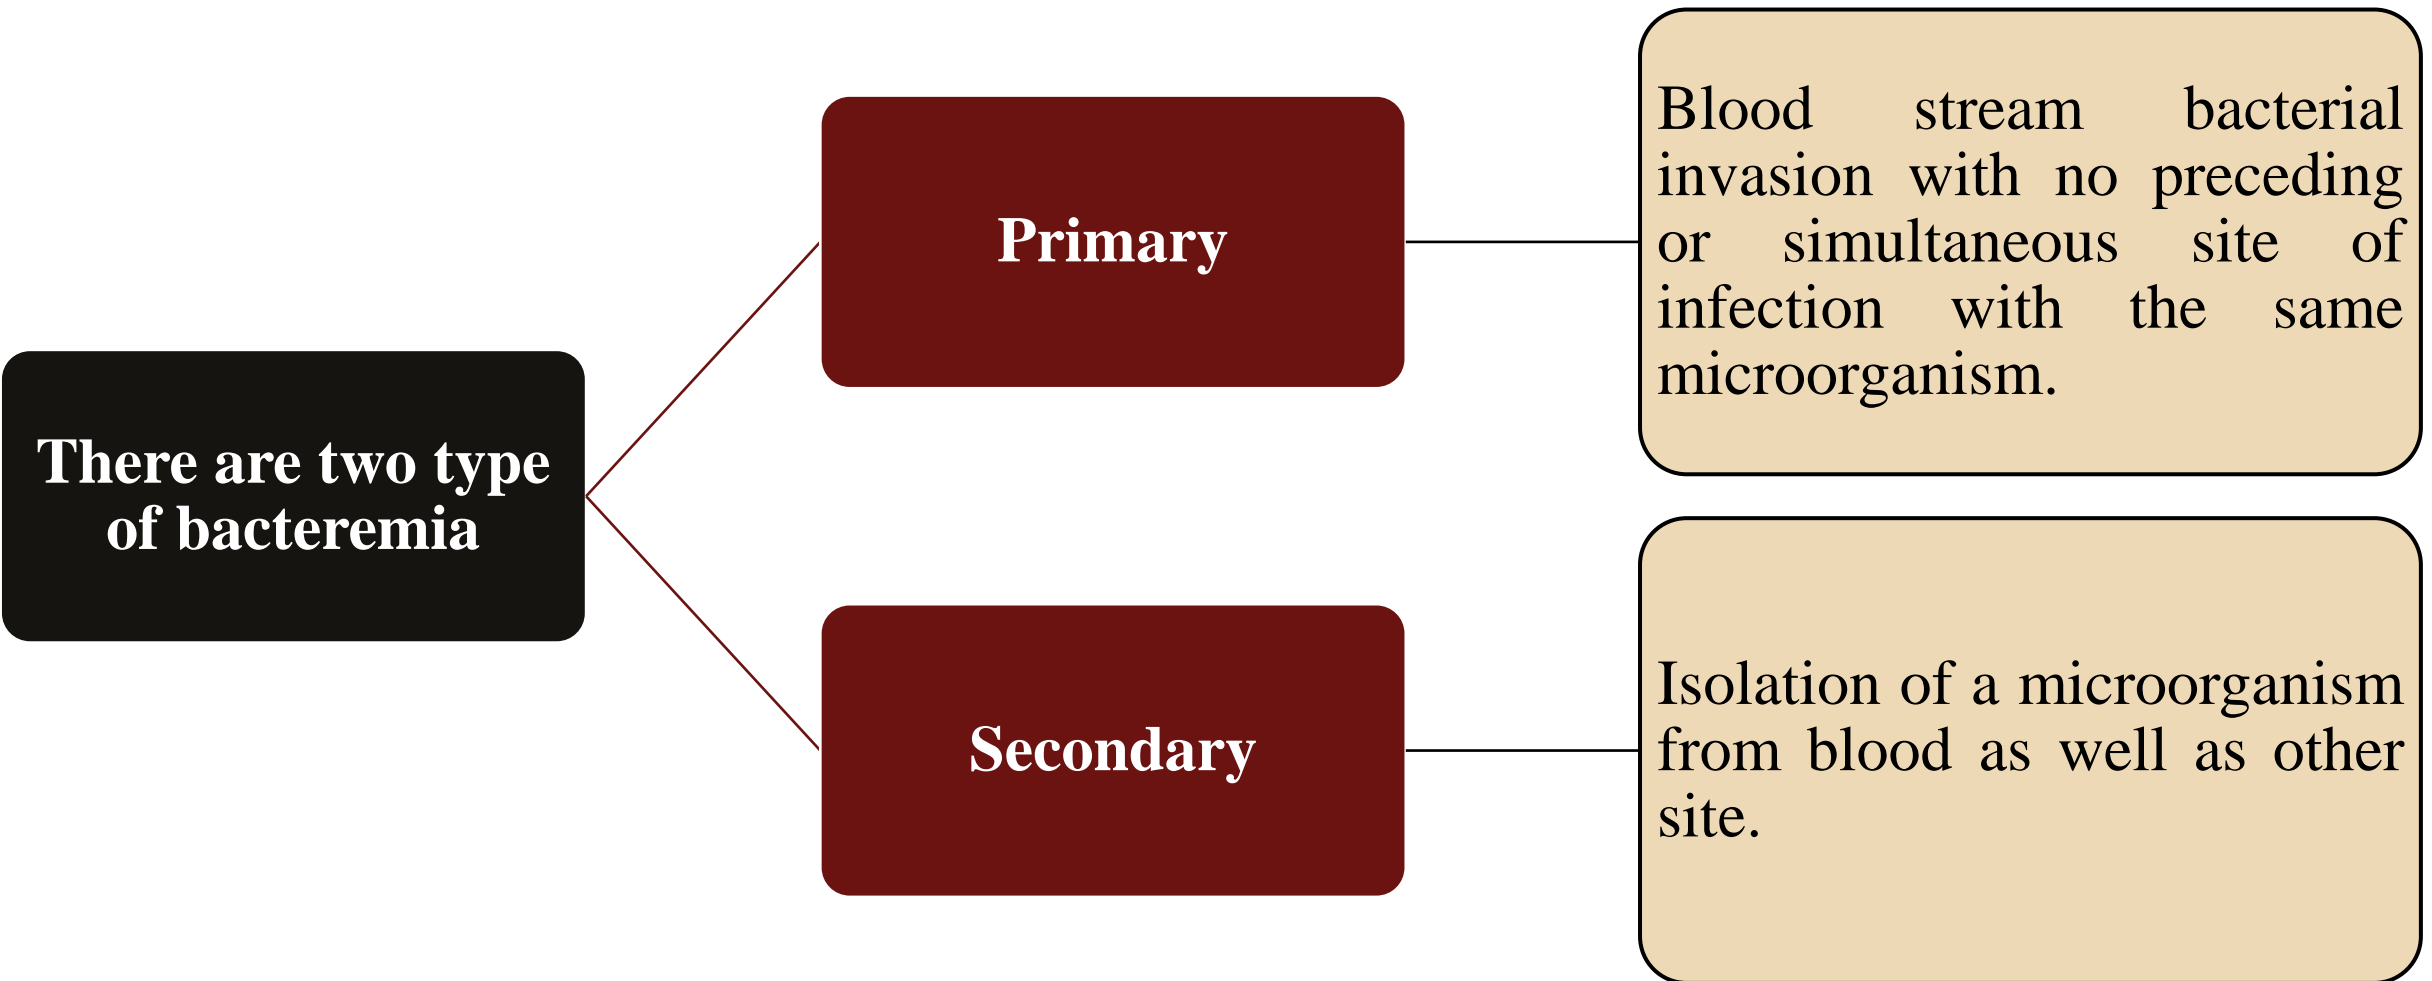 There are two type
of bacteremia
Primary
Blood stream bacterial
invasion with no preceding
or simultaneous site of
infection with the same
microorganism.
Secondary
Isolation of a microorganism
from blood as well as other
site.